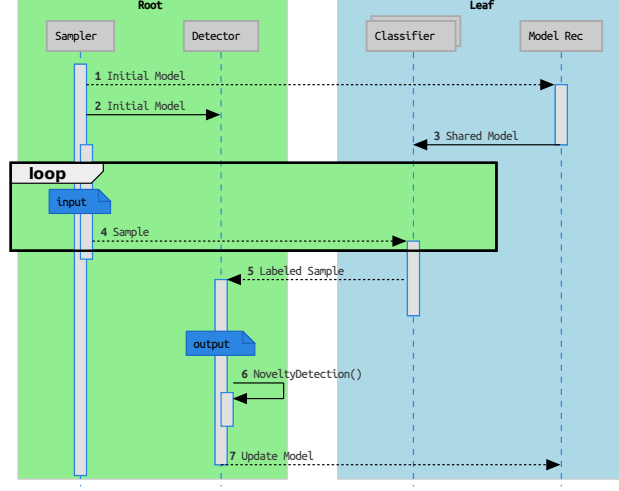 Root
Leaf
Sampler
Detector
Classifier
Model Rec
1 Initial Model
2 Initial Model
3 Shared Model
loop
input
4 Sample
5 Labeled Sample
output
6 NoveltyDetection()
7 Update Model